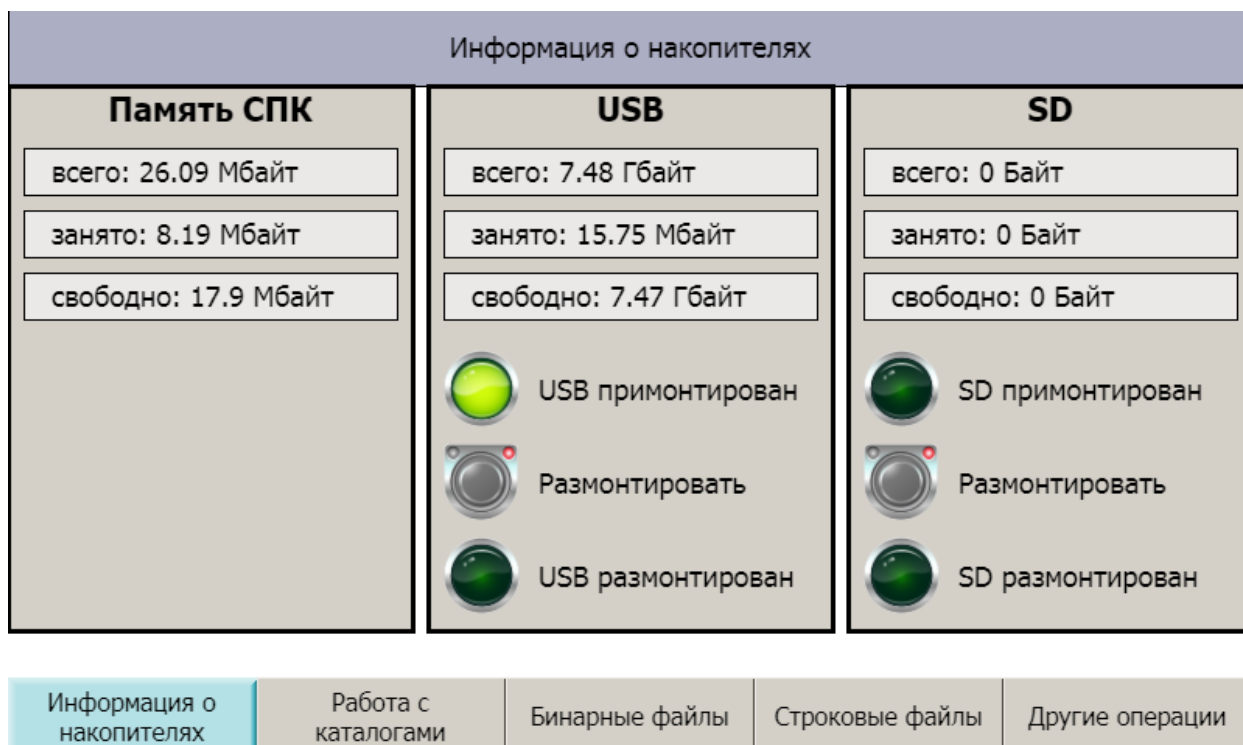 Информация о накопителях
Память СПК
всего: 26.09 Мбайт
занято: 8.19 Мбайт
свободно: 17.9 Мбайт
USB
всего: 7.48 Гбайт
занято: 15.75 Мбайт
свободно: 7.47 Гбайт
USB примонтирован
Размонтировать
USB размонтирован
SD
всего: 0 Байт
занято: 0 Байт
свободно: 0 Байт
SD примонтирован
Размонтировать
SD размонтирован
Информация о
накопителях
Работа с
каталогами
Бинарные файлы
Строковые файлы
Другие операции